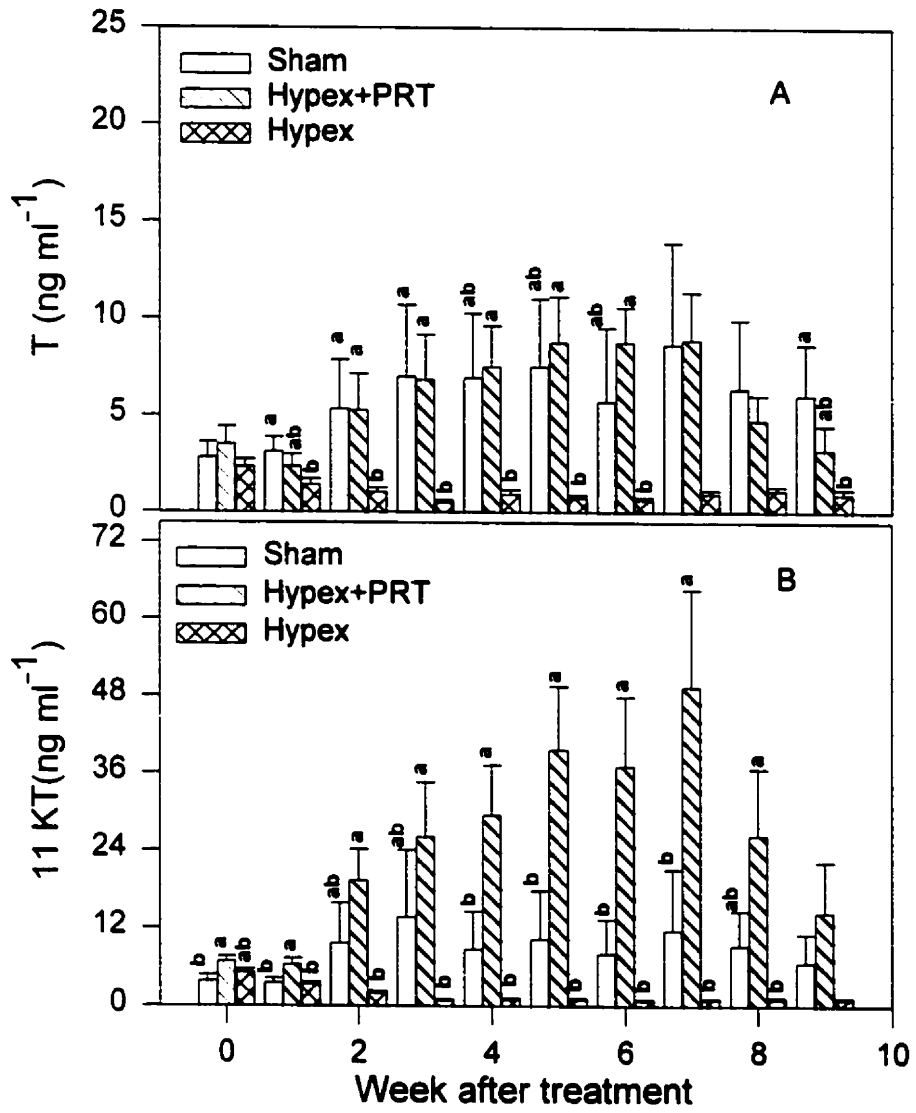 25
20
15
10
5
0
T (ng ml⁻¹)
Sham
Hypex+PRT
Hypex
A
a ab b
a a b
a a b
ab a b
ab a b
ab a b
a ab b
72
60
48
36
24
12
0
11 KT(ng ml⁻¹)
Sham
Hypex+PRT
Hypex
B
b a ab
b a b
ab a b
ab a b
b a b
b a b
b a b
b a b
ab a b
0 2 4 6 8 10
Week after treatment